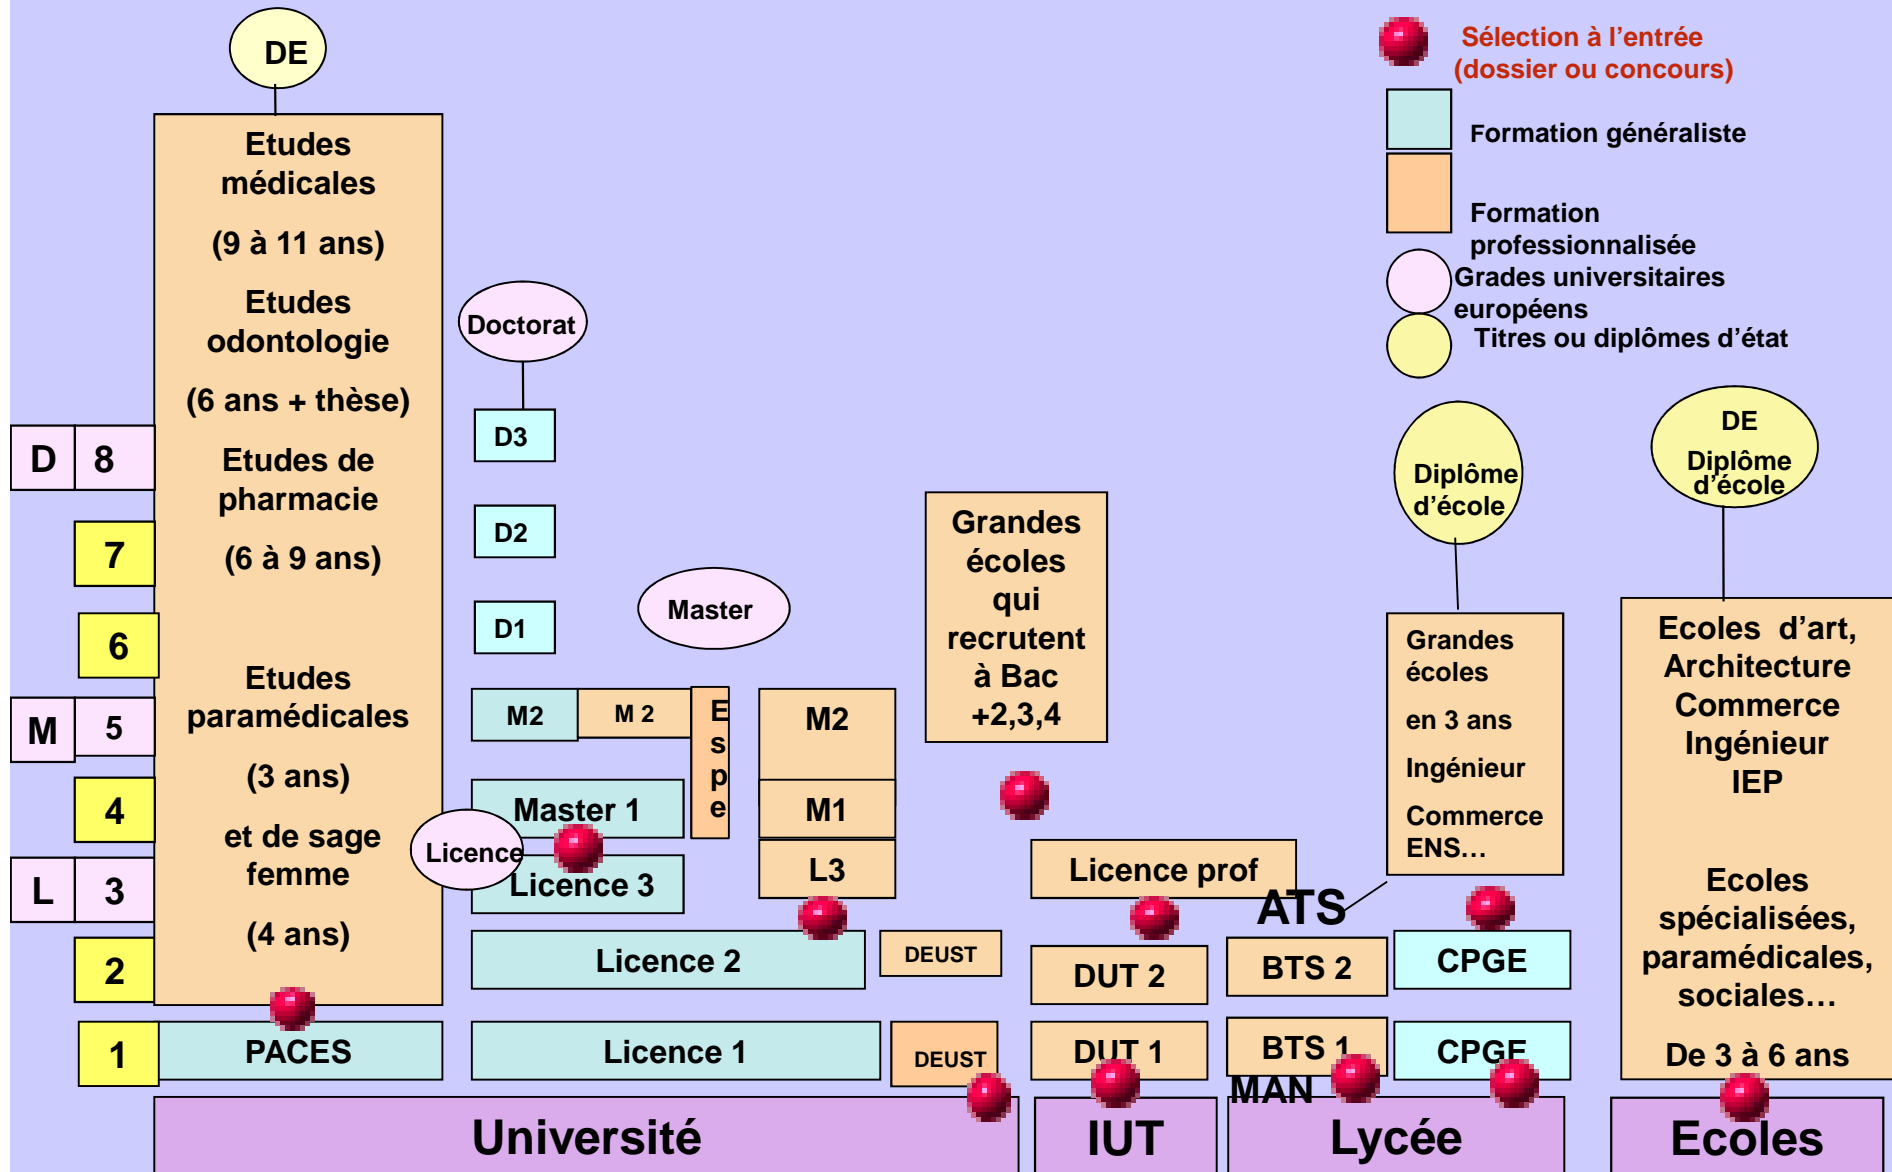 DE
Etudes
médicales
(9 à 11 ans)
Etudes
odontologie
(6 ans + thèse)
Etudes de
pharmacie
(6 à 9 ans)
Etudes
paramédicales
(3 ans)
et de sage
femme
(4 ans)
PACES
D 8
7
6
M 5
4
L 3
2
1
Doctorat
D3
D2
D1
Master
M2
M 2
E
s
p
e
Master 1
Licence
Licence 3
Licence 2
Licence 1
M2
M1
L3
DEUST
DEUST
Grandes
écoles
qui
recrutent
à Bac
+2,3,4
Licence prof
DUT 2
DUT 1
ATS
BTS 2
BTS 1
MAN
CPGE
CPGE
Diplôme
d’école
Grandes
écoles
en 3 ans
Ingénieur
Commerce
ENS…
DE
Diplôme
d’école
Ecoles d'art,
Architecture
Commerce
Ingénieur
IEP
Ecoles
spécialisées,
paramédicales,
sociales…
De 3 à 6 ans
Sélection à l’entrée
(dossier ou concours)
Formation généraliste
Formation
professionnalisée
Grades universitaires
européens
Titres ou diplômes d’état
Université
IUT
Lycée
Ecoles